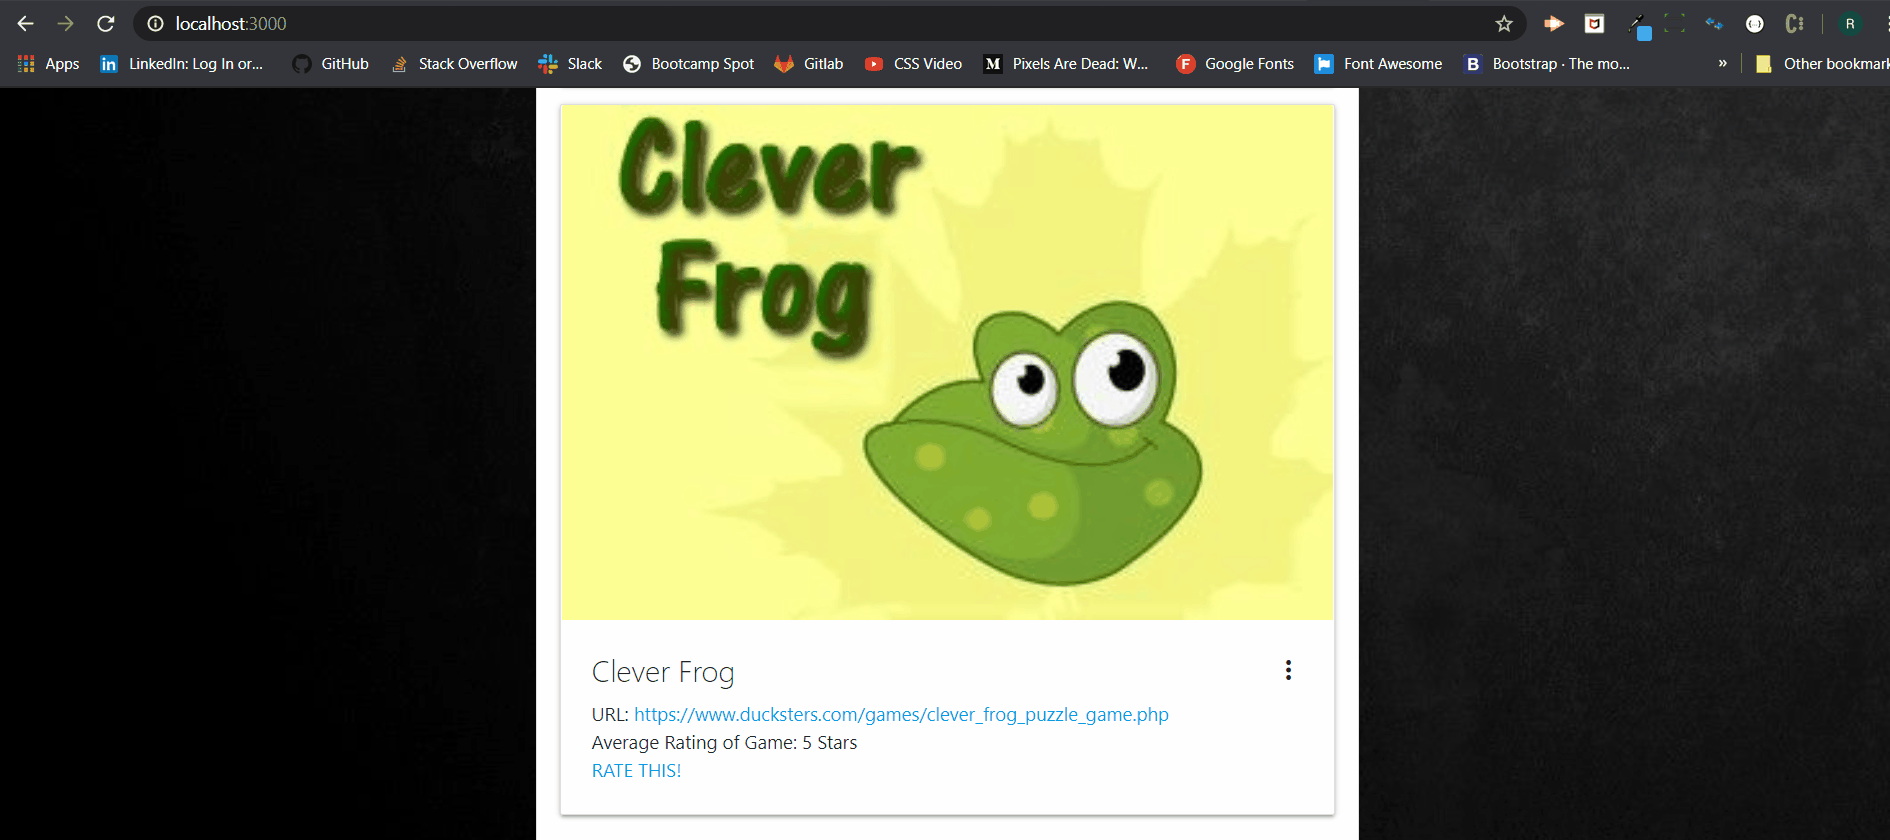 localhost:3000
R
Apps LinkedIn: Log In or... GitHub Stack Overflow Slack Bootcamp Spot Gitlab CSS Video M Pixels Are Dead: W... F Google Fonts Font Awesome B Bootstrap · The mo... » Other bookmark
Clever
Frog
Clever Frog
URL: https://www.ducksters.com/games/clever_frog_puzzle_game.php
Average Rating of Game: 5 Stars
RATE THIS!